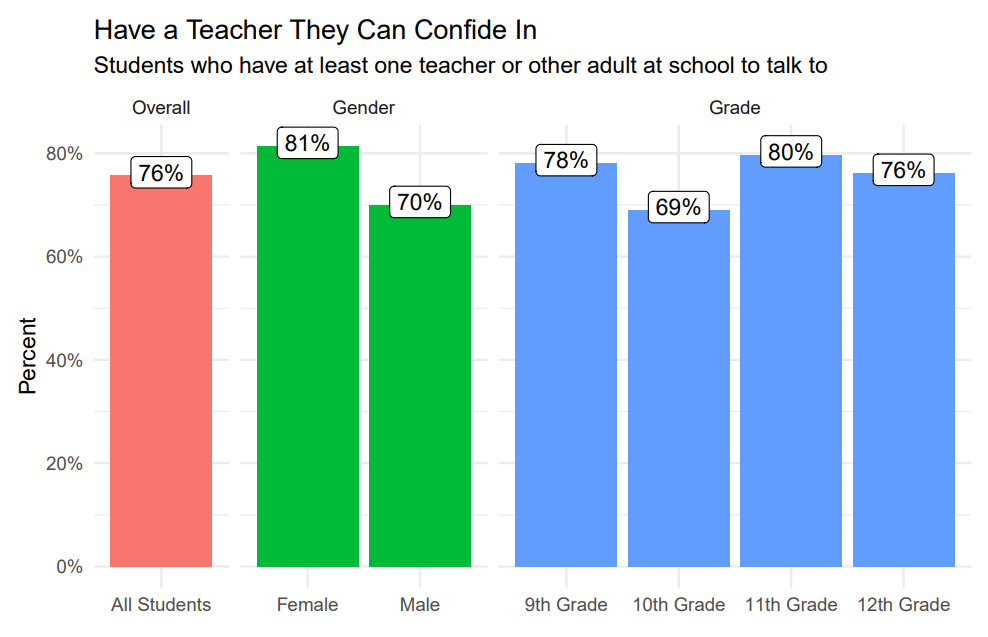 Have a Teacher They Can Confide In
Students who have at least one teacher or other adult at school to talk to
Overall
Gender
Grade
80%
60%
40%
20%
0%
Percent
76%
81%
70%
78%
69%
80%
76%
All Students
Female
Male
9th Grade
10th Grade
11th Grade
12th Grade